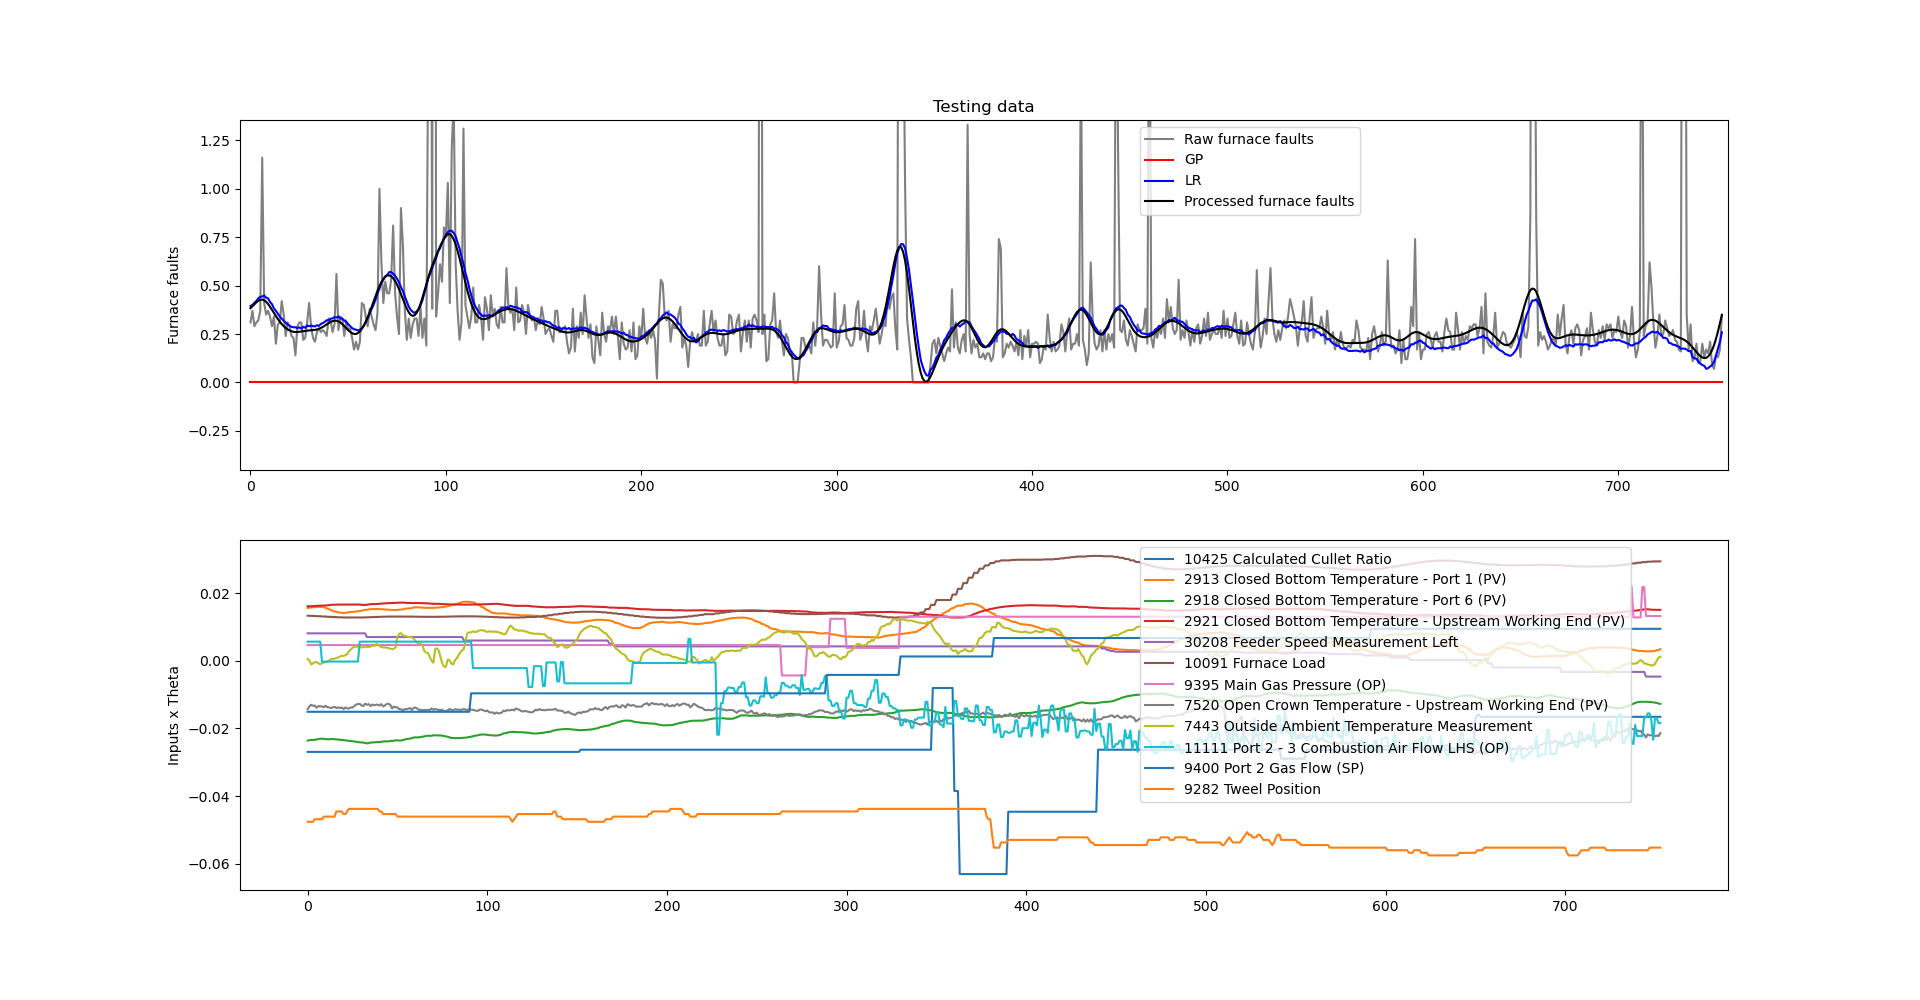 Testing data
Furnace faults
1.25
1.00
0.75
0.50
0.25
0.00
−0.25
Raw furnace faults
GP
LR
Processed furnace faults
0 100 200 300 400 500 600 700
Inputs x Theta
0.02
0.00
−0.02
−0.04
−0.06
10425 Calculated Cullet Ratio
2913 Closed Bottom Temperature - Port 1 (PV)
2918 Closed Bottom Temperature - Port 6 (PV)
2921 Closed Bottom Temperature - Upstream Working End (PV)
30208 Feeder Speed Measurement Left
10091 Furnace Load
9395 Main Gas Pressure (OP)
7520 Open Crown Temperature - Upstream Working End (PV)
7443 Outside Ambient Temperature Measurement
11111 Port 2 - 3 Combustion Air Flow LHS (OP)
9400 Port 2 Gas Flow (SP)
9282 Tweel Position
0 100 200 300 400 500 600 700